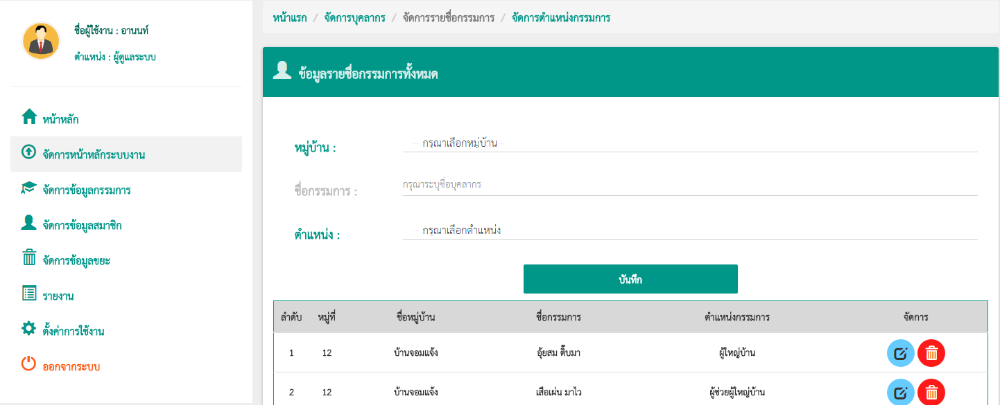 ชื่อผู้ใช้งาน : อานนท์
ตำแหน่ง : ผู้ดูแลระบบ
หน้าหลัก
จัดการหน้าหลักระบบงาน
จัดการข้อมูลกรรมการ
จัดการข้อมูลสมาชิก
จัดการข้อมูลขยะ
รายงาน
ตั้งค่าการใช้งาน
ออกจากระบบ
หน้าแรก / จัดการบุคลากร / จัดการรายชื่อกรรมการ / จัดการตำแหน่งกรรมการ
ข้อมูลรายชื่อกรรมการทั้งหมด
หมู่บ้าน : -- กรุณาเลือกหมู่บ้าน --
ชื่อกรรมการ : กรุณาระบุชื่อบุคลากร
ตำแหน่ง : -- กรุณาเลือกตำแหน่ง --
บันทึก
ลำดับ หมู่ที่ ชื่อหมู่บ้าน ชื่อกรรมการ ตำแหน่งกรรมการ จัดการ
1 12 บ้านจอมแจ้ง อุ้ยสม ติ๊บมา ผู้ใหญ่บ้าน
2 12 บ้านจอมแจ้ง เสือเผ่น มาไว ผู้ช่วยผู้ใหญ่บ้าน